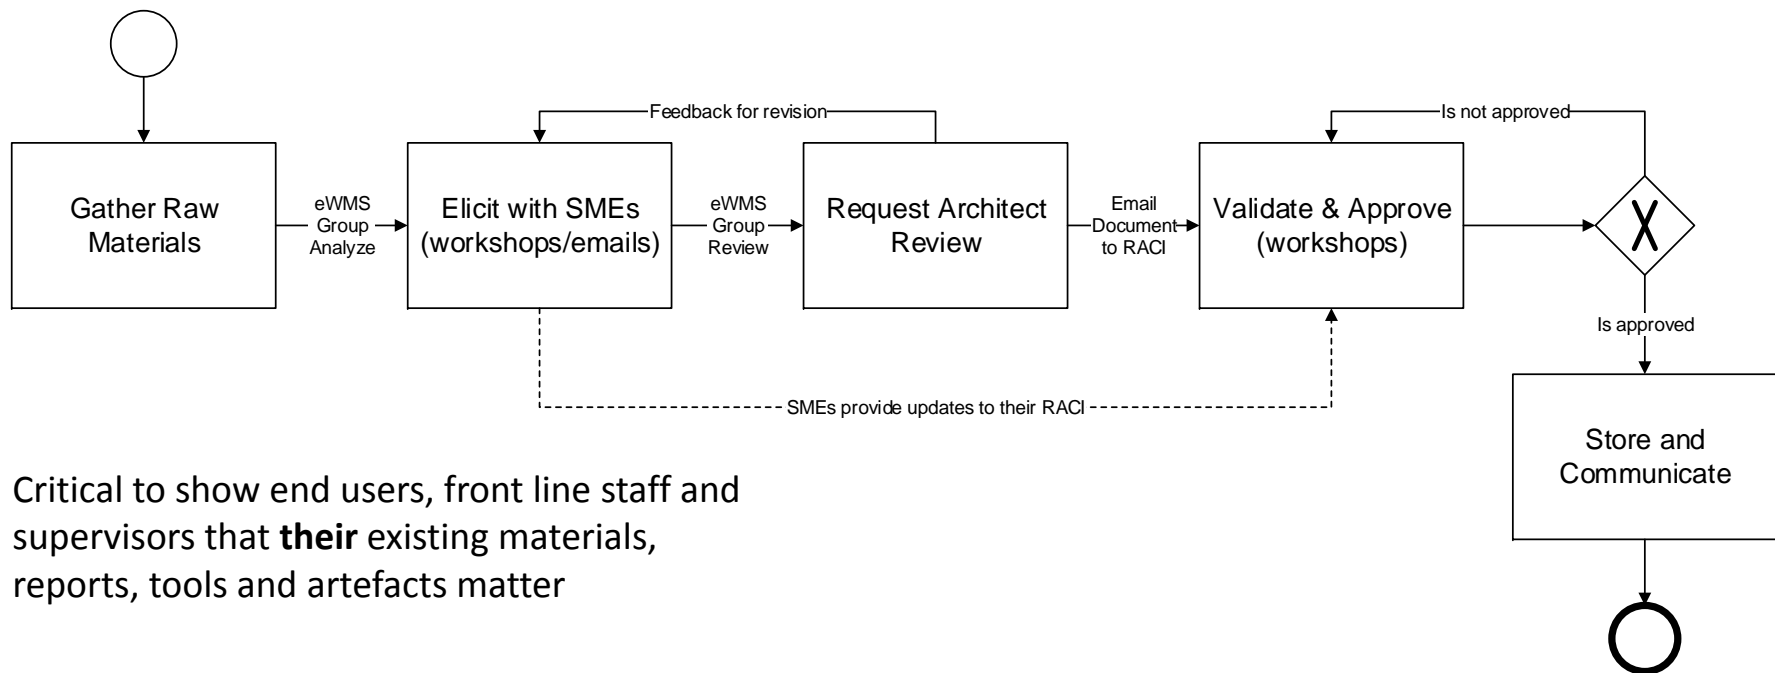 Feedback for revision
Is not approved
Gather Raw
Materials
eWMS
Group
Analyze
Elicit with SMEs
(workshops/emails)
eWMS
Group
Review
Request Architect
Review
Email
Document
to RACI
Validate & Approve
(workshops)
X
Is approved
SMEs provide updates to their RACI
Store and
Communicate
Critical to show end users, front line staff and
supervisors that their existing materials,
reports, tools and artefacts matter